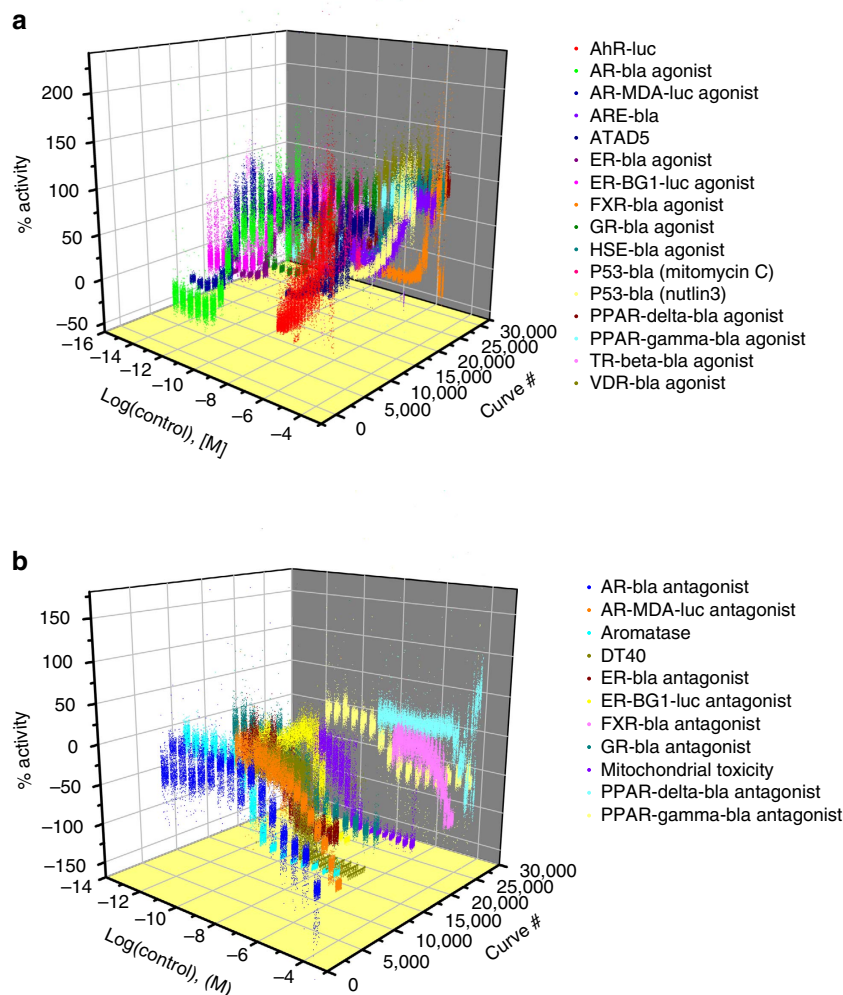 a
200
150
100
50
0
−50
% activity
−16
−14
−12
−10
−8
−6
−4
Log(control), [M]
0
5,000
10,000
15,000
20,000
25,000
30,000
Curve #
AhR-luc
AR-bla agonist
AR-MDA-luc agonist
ARE-bla
ATAD5
ER-bla agonist
ER-BG1-luc agonist
FXR-bla agonist
GR-bla agonist
HSE-bla agonist
P53-bla (mitomycin C)
P53-bla (nutlin3)
PPAR-delta-bla agonist
PPAR-gamma-bla agonist
TR-beta-bla agonist
VDR-bla agonist
b
150
100
50
0
−50
−100
−150
% activity
−14
−12
−10
−8
−6
−4
Log(control), (M)
0
5,000
10,000
15,000
20,000
25,000
30,000
Curve #
AR-bla antagonist
AR-MDA-luc antagonist
Aromatase
DT40
ER-bla antagonist
ER-BG1-luc antagonist
FXR-bla antagonist
GR-bla antagonist
Mitochondrial toxicity
PPAR-delta-bla antagonist
PPAR-gamma-bla antagonist